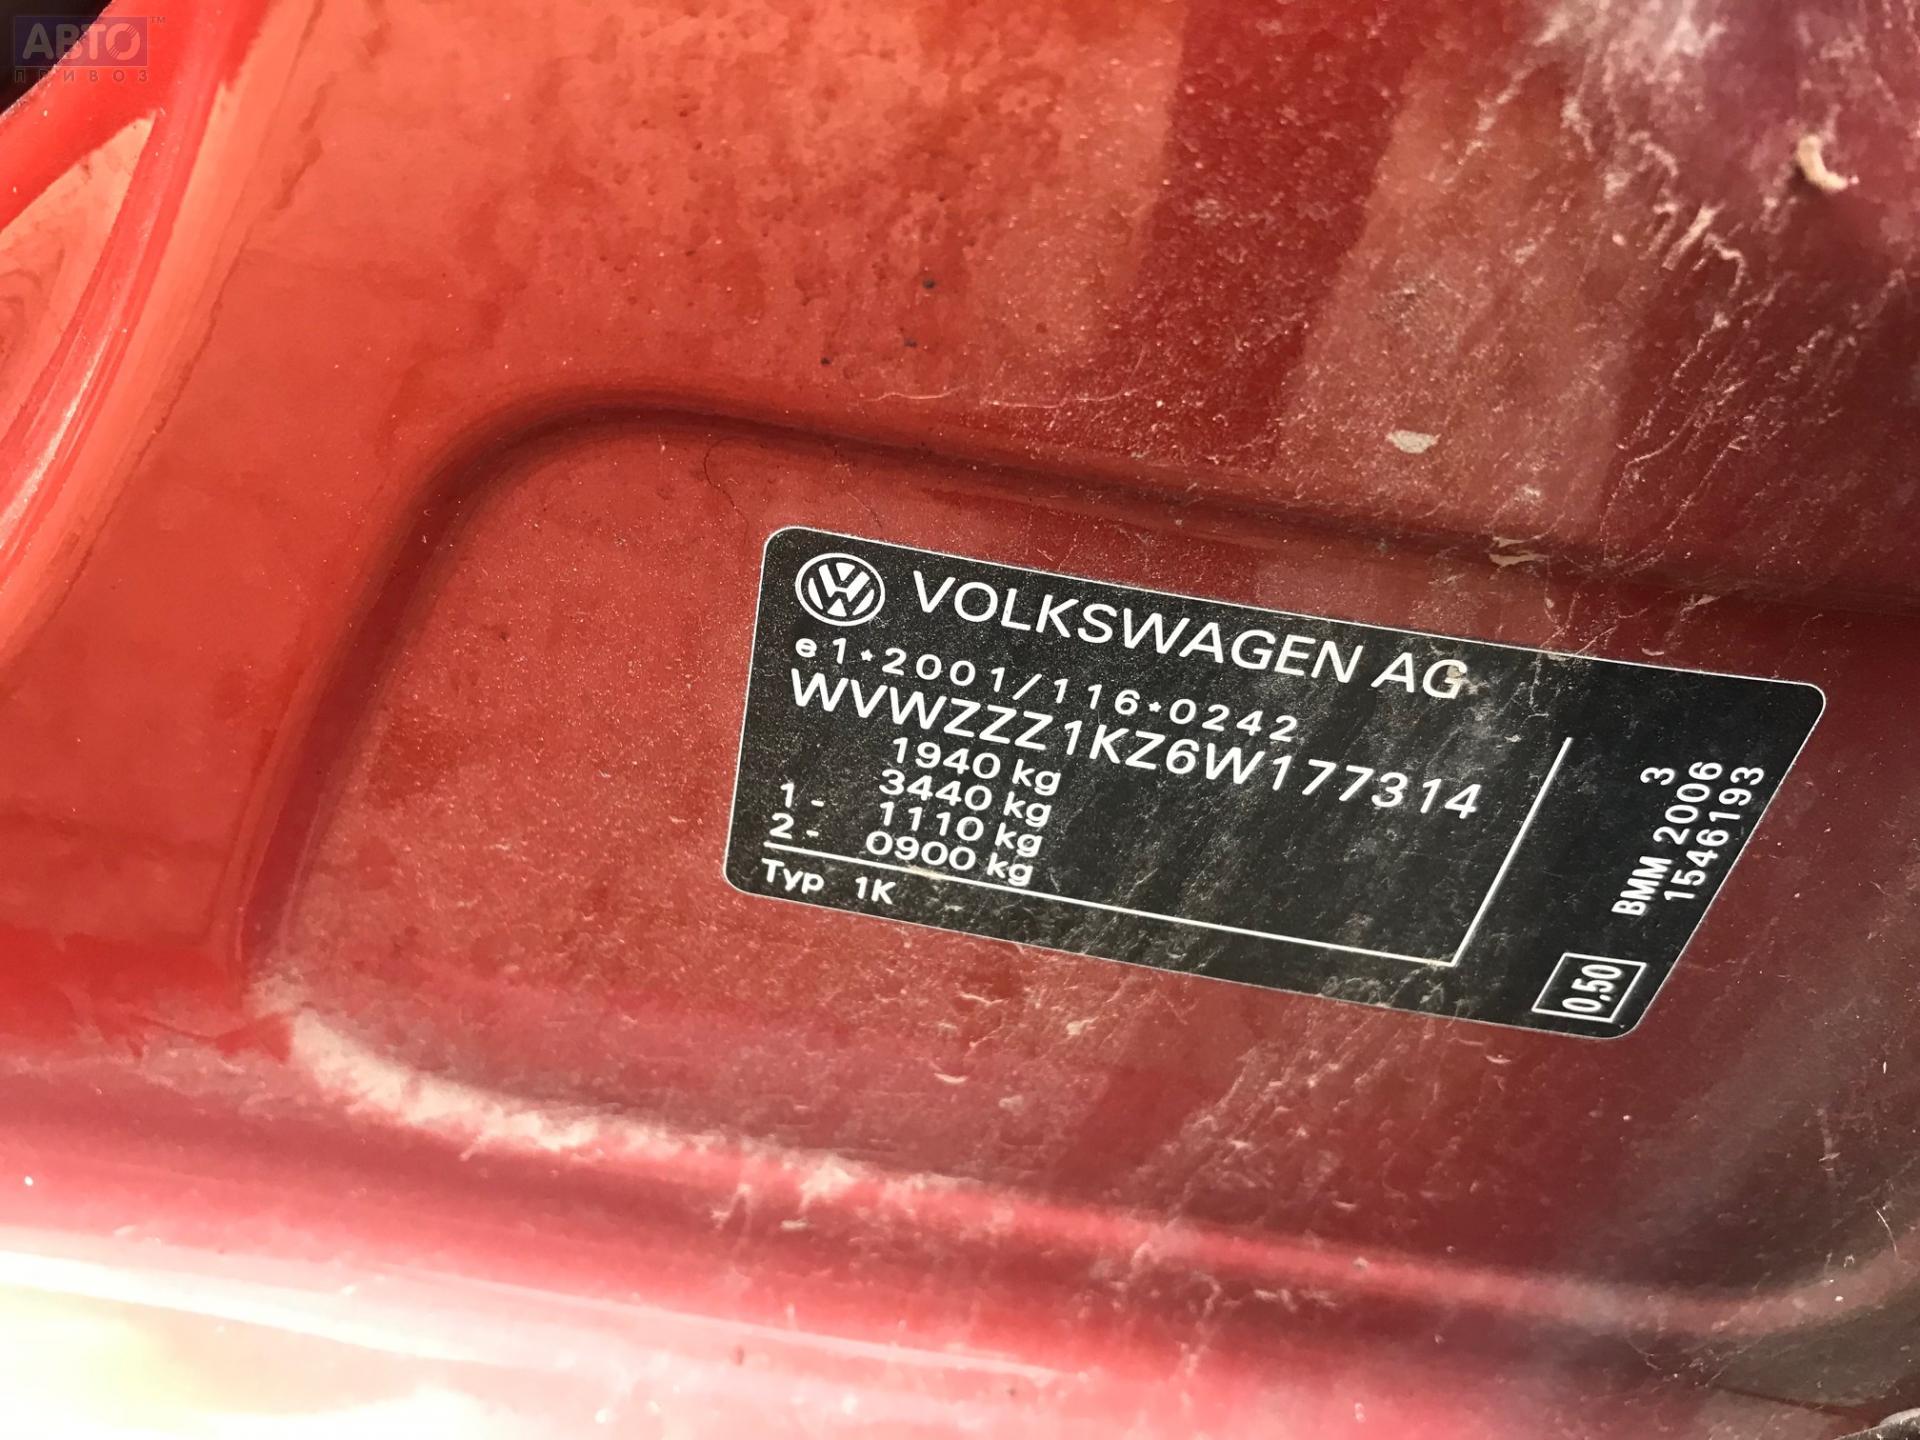 АВТО™
ПРИВОЗ
VOLKSWAGEN AG
e1*2001/116*0242
WVWZZZ1KZ6W177314
1940 kg
3440 kg
1- 1110 kg
2- 0900 kg
Typ 1K
3
BMM 2006
1546193
0,50